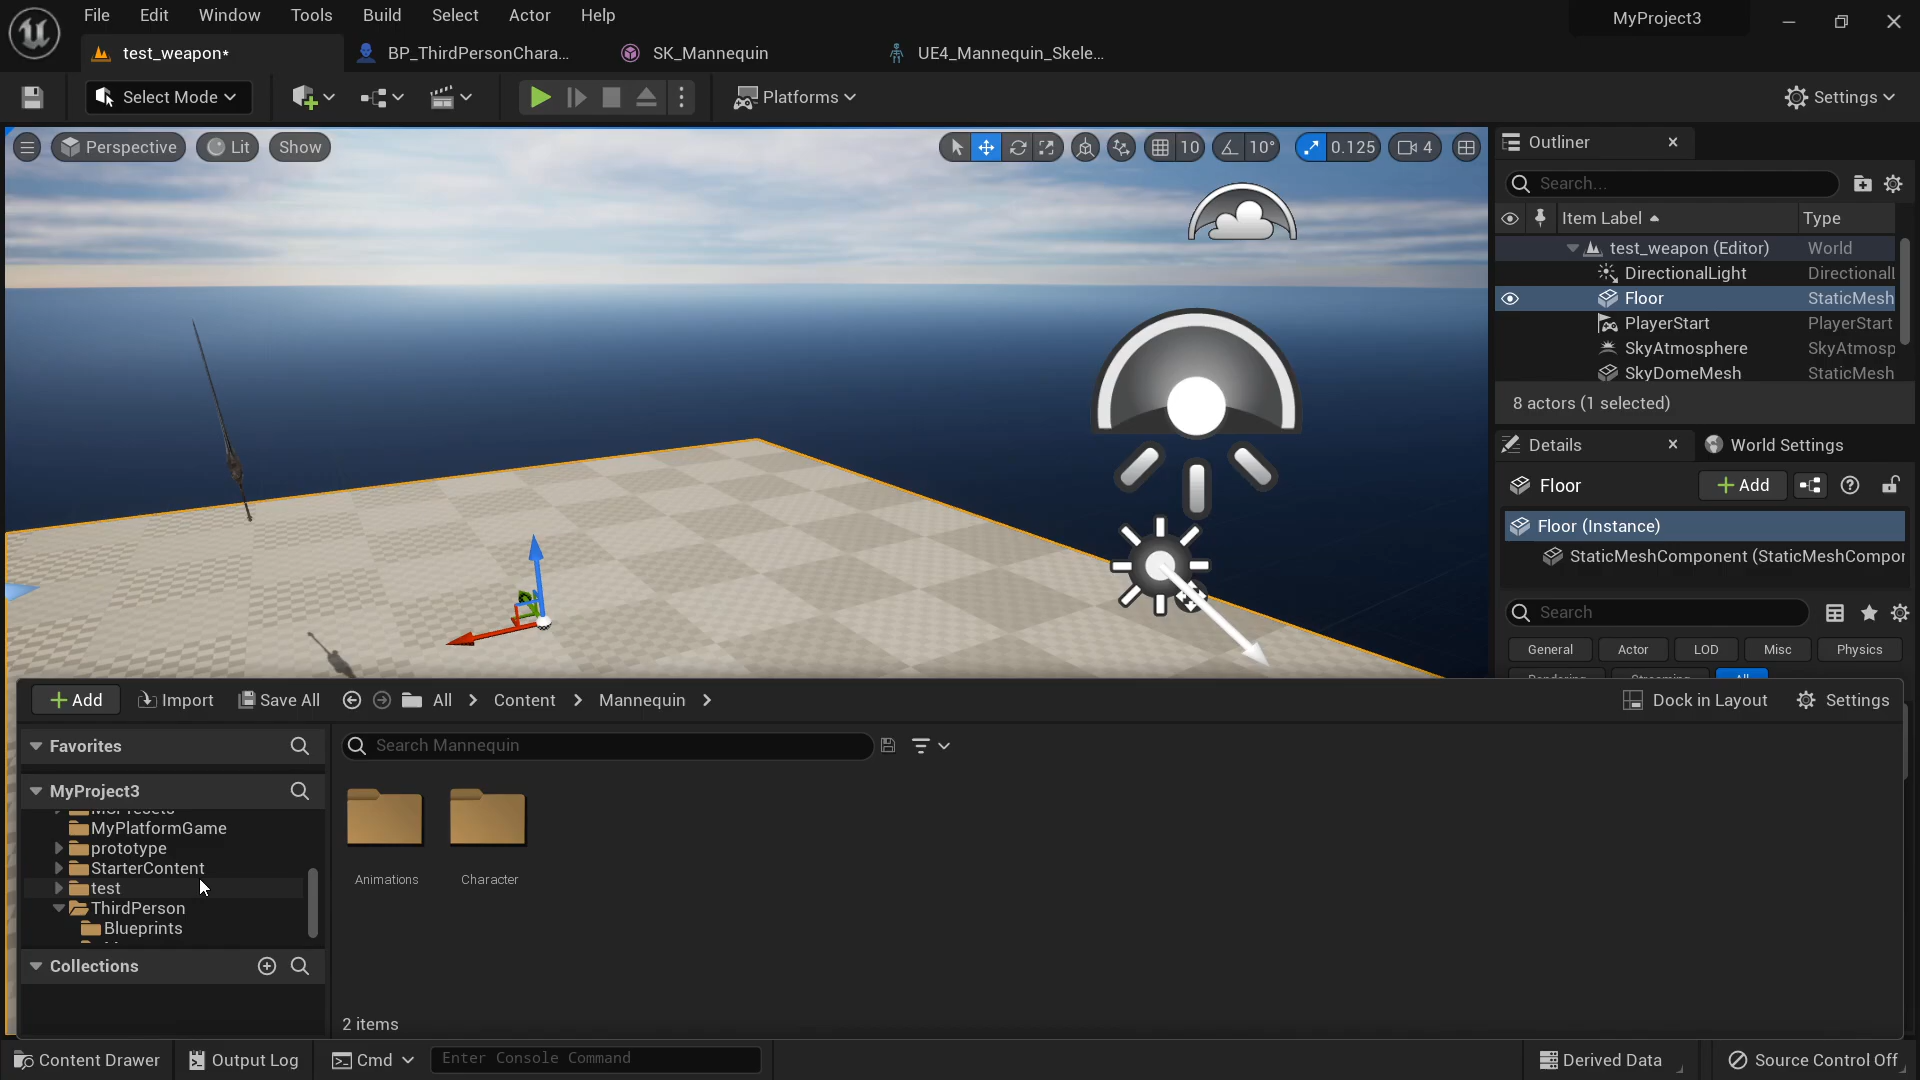 File Edit Window Tools Build Select Actor Help
MyProject3
test_weapon*
BP_ThirdPersonChara...
SK_Mannequin
UE4_Mannequin_Skele...
Select Mode
Platforms
Settings
Perspective
Lit
Show
10
10°
0.125
4
Outliner
Search...
Item Label
Type
test_weapon (Editor) World
DirectionalLight Directional
Floor StaticMesh
PlayerStart PlayerStart
SkyAtmosphere SkyAtmosp
SkyDomeMesh StaticMesh
8 actors (1 selected)
Details
World Settings
Floor
+ Add
Floor (Instance)
StaticMeshComponent (StaticMeshCompor
Search
General Actor LOD Misc Physics
All
+ Add
Import
Save All
All > Content > Mannequin >
Dock in Layout
Settings
Favorites
Search Mannequin
MyProject3
MyPlatformGame
prototype
StarterContent
test
ThirdPerson
Blueprints
Animations
Character
Collections
2 items
Content Drawer
Output Log
Cmd
Enter Console Command
Derived Data
Source Control Off